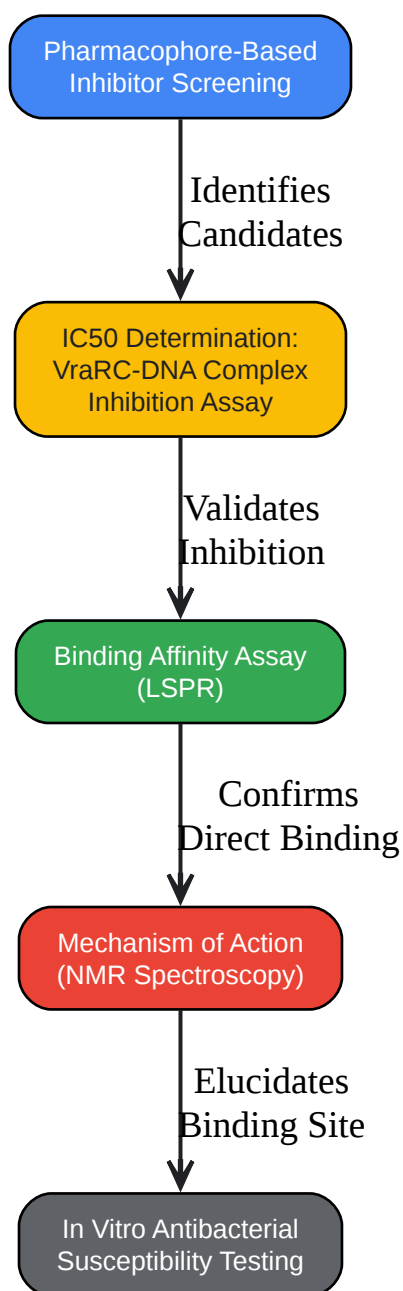 Pharmacophore-Based
Inhibitor Screening
Identifies
Candidates
IC50 Determination:
VraRC-DNA Complex
Inhibition Assay
Validates
Inhibition
Binding Affinity Assay
(LSPR)
Confirms
Direct Binding
Mechanism of Action
(NMR Spectroscopy)
Elucidates
Binding Site
In Vitro Antibacterial
Susceptibility Testing